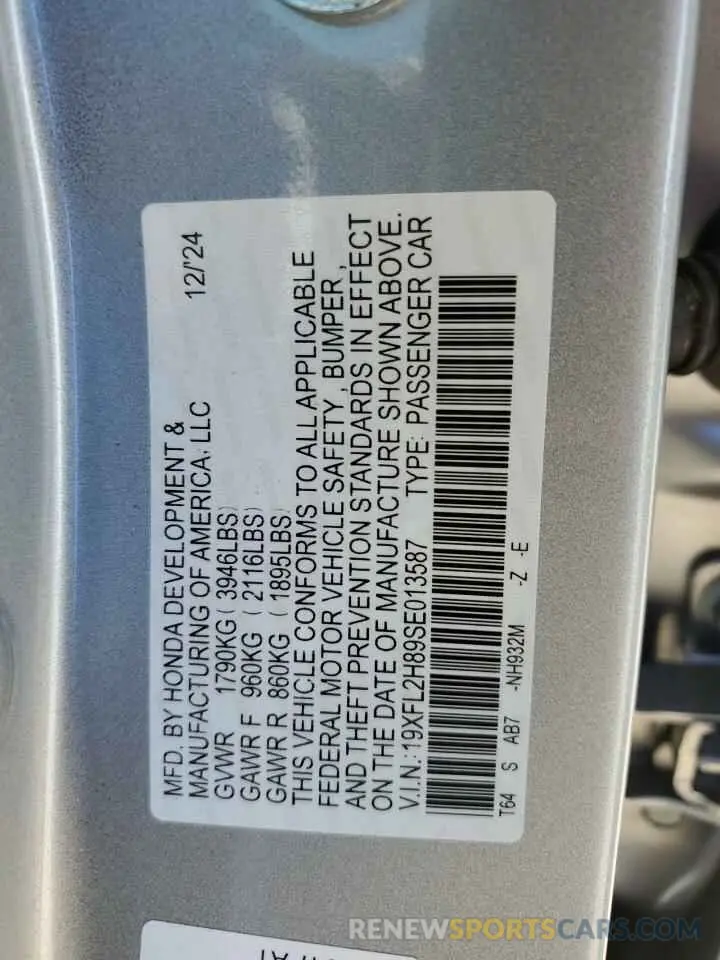 MFD. BY HONDA DEVELOPMENT &
MANUFACTURING OF AMERICA, LLC 12/'24
GVWR 1790KG ( 3946LBS)
GAWR F 960KG ( 2116LBS)
GAWR R 860KG ( 1895LBS)
THIS VEHICLE CONFORMS TO ALL APPLICABLE
FEDERAL MOTOR VEHICLE SAFETY , BUMPER ,
AND THEFT PREVENTION STANDARDS IN EFFECT
ON THE DATE OF MANUFACTURE SHOWN ABOVE.
V.I.N.:19XFL2H89SE013587 TYPE: PASSENGER CAR
T64 S AB7 -NH932M -Z -E
RENEWSPORTSCARS.COM